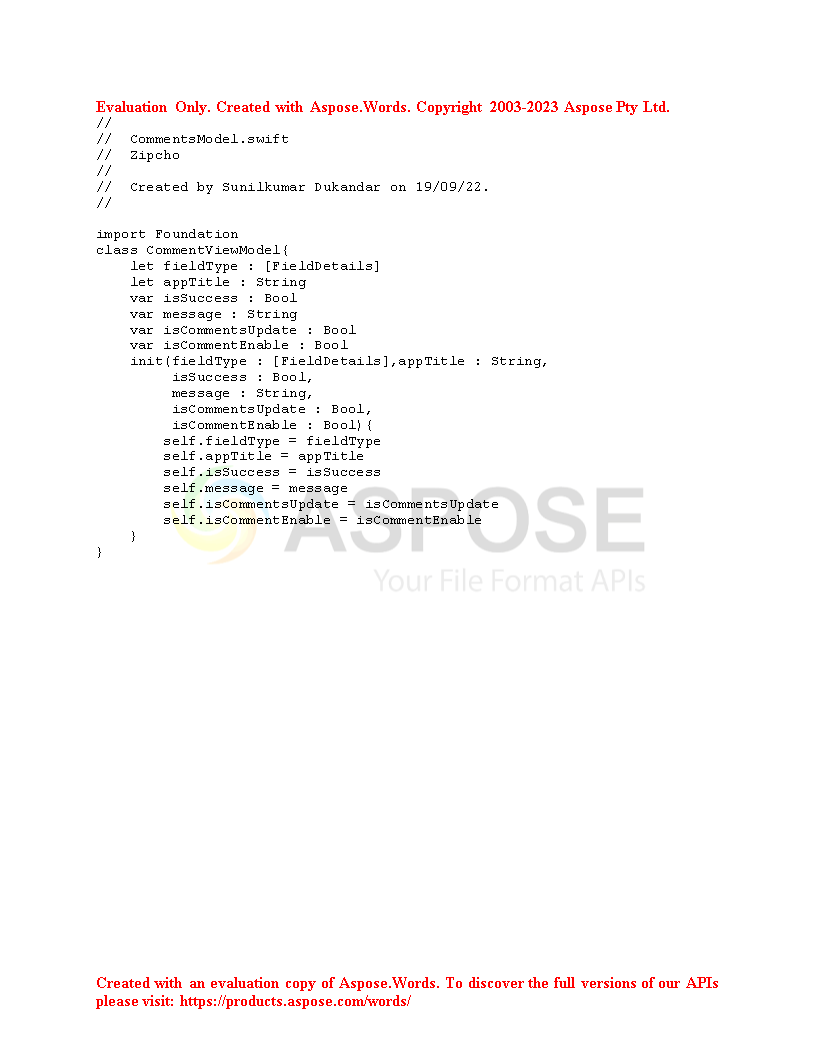 Evaluation Only. Created with Aspose.Words. Copyright 2003-2023 Aspose Pty Ltd.
//
//  CommentsModel.swift
//  Zipcho
//
//  Created by Sunilkumar Dukandar on 19/09/22.
//

import Foundation
class CommentViewModel{
    let fieldType : [FieldDetails]
    let appTitle : String
    var isSuccess : Bool
    var message : String
    var isCommentsUpdate : Bool
    var isCommentEnable : Bool
    init(fieldType : [FieldDetails],appTitle : String,
         isSuccess : Bool,
         message : String,
         isCommentsUpdate : Bool,
         isCommentEnable : Bool){
        self.fieldType = fieldType
        self.appTitle = appTitle
        self.isSuccess = isSuccess
        self.message = message
        self.isCommentsUpdate = isCommentsUpdate
        self.isCommentEnable = isCommentEnable
    }
}
ASPOSE
Your File Format APIs
Created with an evaluation copy of Aspose.Words. To discover the full versions of our APIs
please visit: https://products.aspose.com/words/